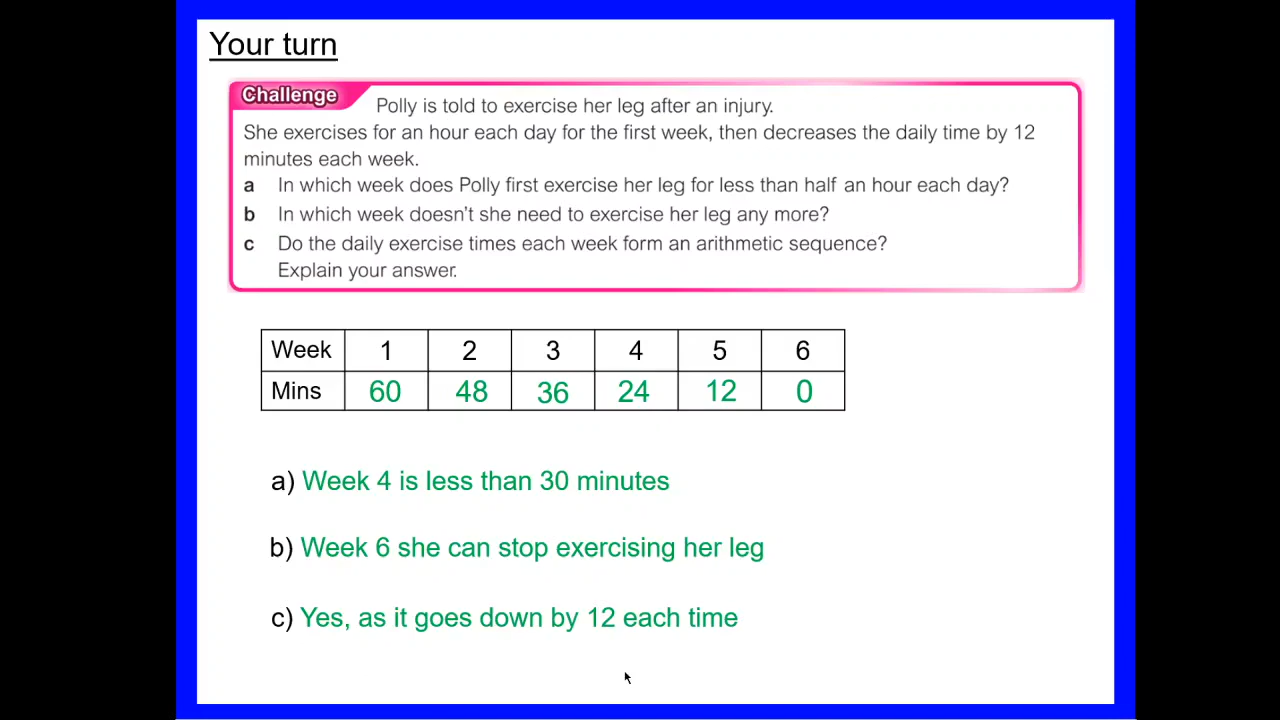 Your turn
Challenge
Polly is told to exercise her leg after an injury.
She exercises for an hour each day for the first week, then decreases the daily time by 12
minutes each week.
a In which week does Polly first exercise her leg for less than half an hour each day?
b In which week doesn't she need to exercise her leg any more?
c Do the daily exercise times each week form an arithmetic sequence?
Explain your answer.
Week 1 2 3 4 5 6
Mins 60 48 36 24 12 0
a) Week 4 is less than 30 minutes
b) Week 6 she can stop exercising her leg
c) Yes, as it goes down by 12 each time